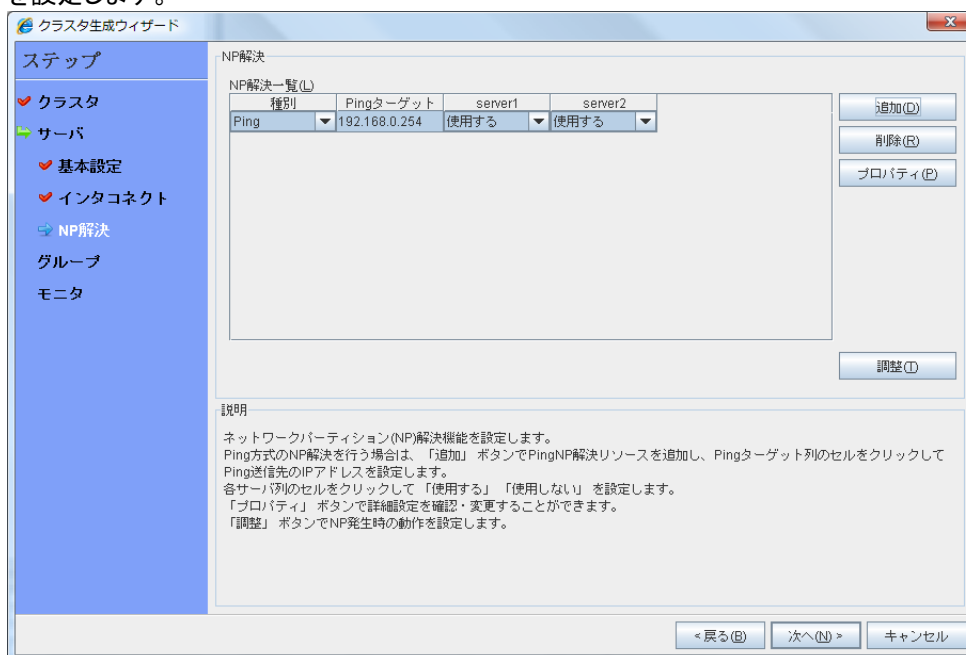 を設定します。
クラスタ生成ウィザード
ステップ
クラスタ
サーバ
基本設定
インタコネクト
NP解決
グループ
モニタ
NP解決
NP解決一覧(L)
種別 Pingターゲット server1 server2
Ping 192.168.0.254 使用する 使用する
追加(D)
削除(R)
プロパティ(P)
調整(T)
説明
ネットワークパーティション(NP)解決機能を設定します。
Ping方式のNP解決を行う場合は、「追加」 ボタンでPingNP解決リソースを追加し、Pingターゲット列のセルをクリックして
Ping送信先のIPアドレスを設定します。
各サーバ列のセルをクリックして 「使用する」 「使用しない」 を設定します。
「プロパティ」 ボタンで詳細設定を確認・変更することができます。
「調整」 ボタンでNP発生時の動作を設定します。
<戻る(B) 次へ(N)> キャンセル